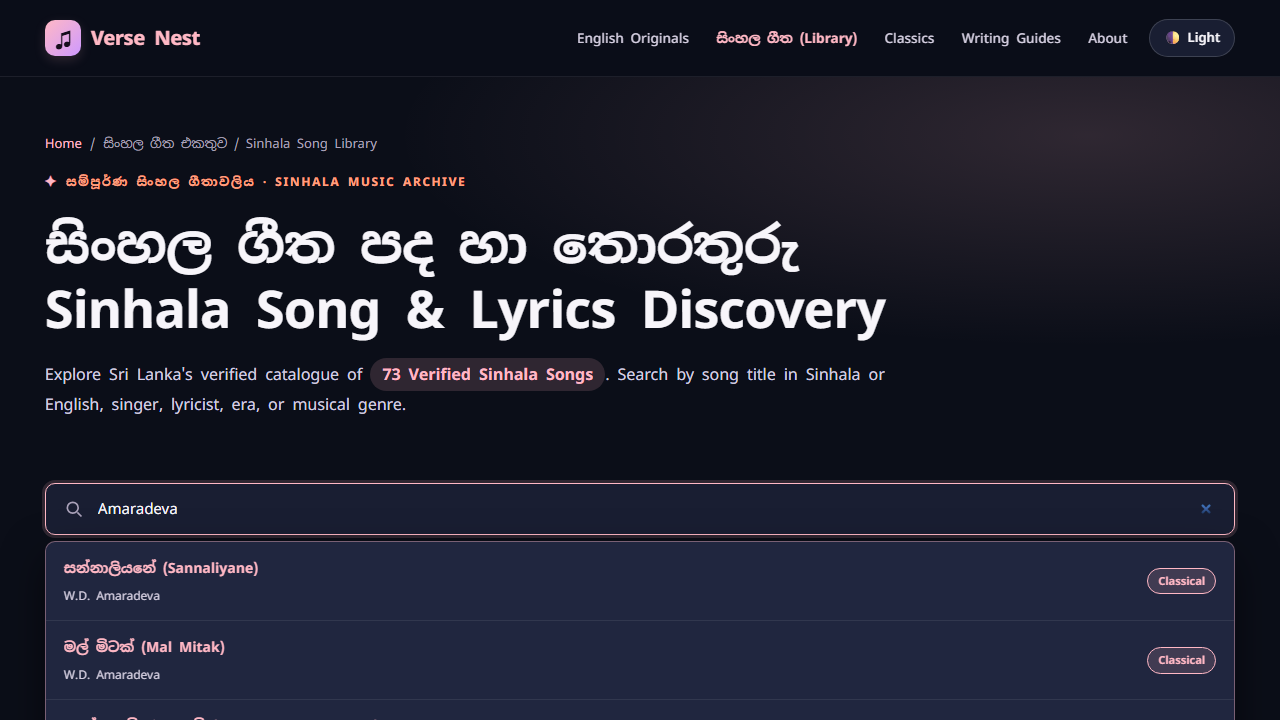 Verse Nest
English Originals
සිංහල ගීත (Library)
Classics
Writing Guides
About
Light
Home / සිංහල ගීත එකතුව / Sinhala Song Library
✦ සම්පූර්ණ සිංහල ගීතාවලිය · SINHALA MUSIC ARCHIVE
සිංහල ගීත පද හා තොරතුරු
Sinhala Song & Lyrics Discovery
Explore Sri Lanka's verified catalogue of 73 Verified Sinhala Songs. Search by song title in Sinhala or
English, singer, lyricist, era, or musical genre.
Amaradeva
සන්නාලියනේ (Sannaliyane)
W.D. Amaradeva
Classical
මල් මිටක් (Mal Mitak)
W.D. Amaradeva
Classical